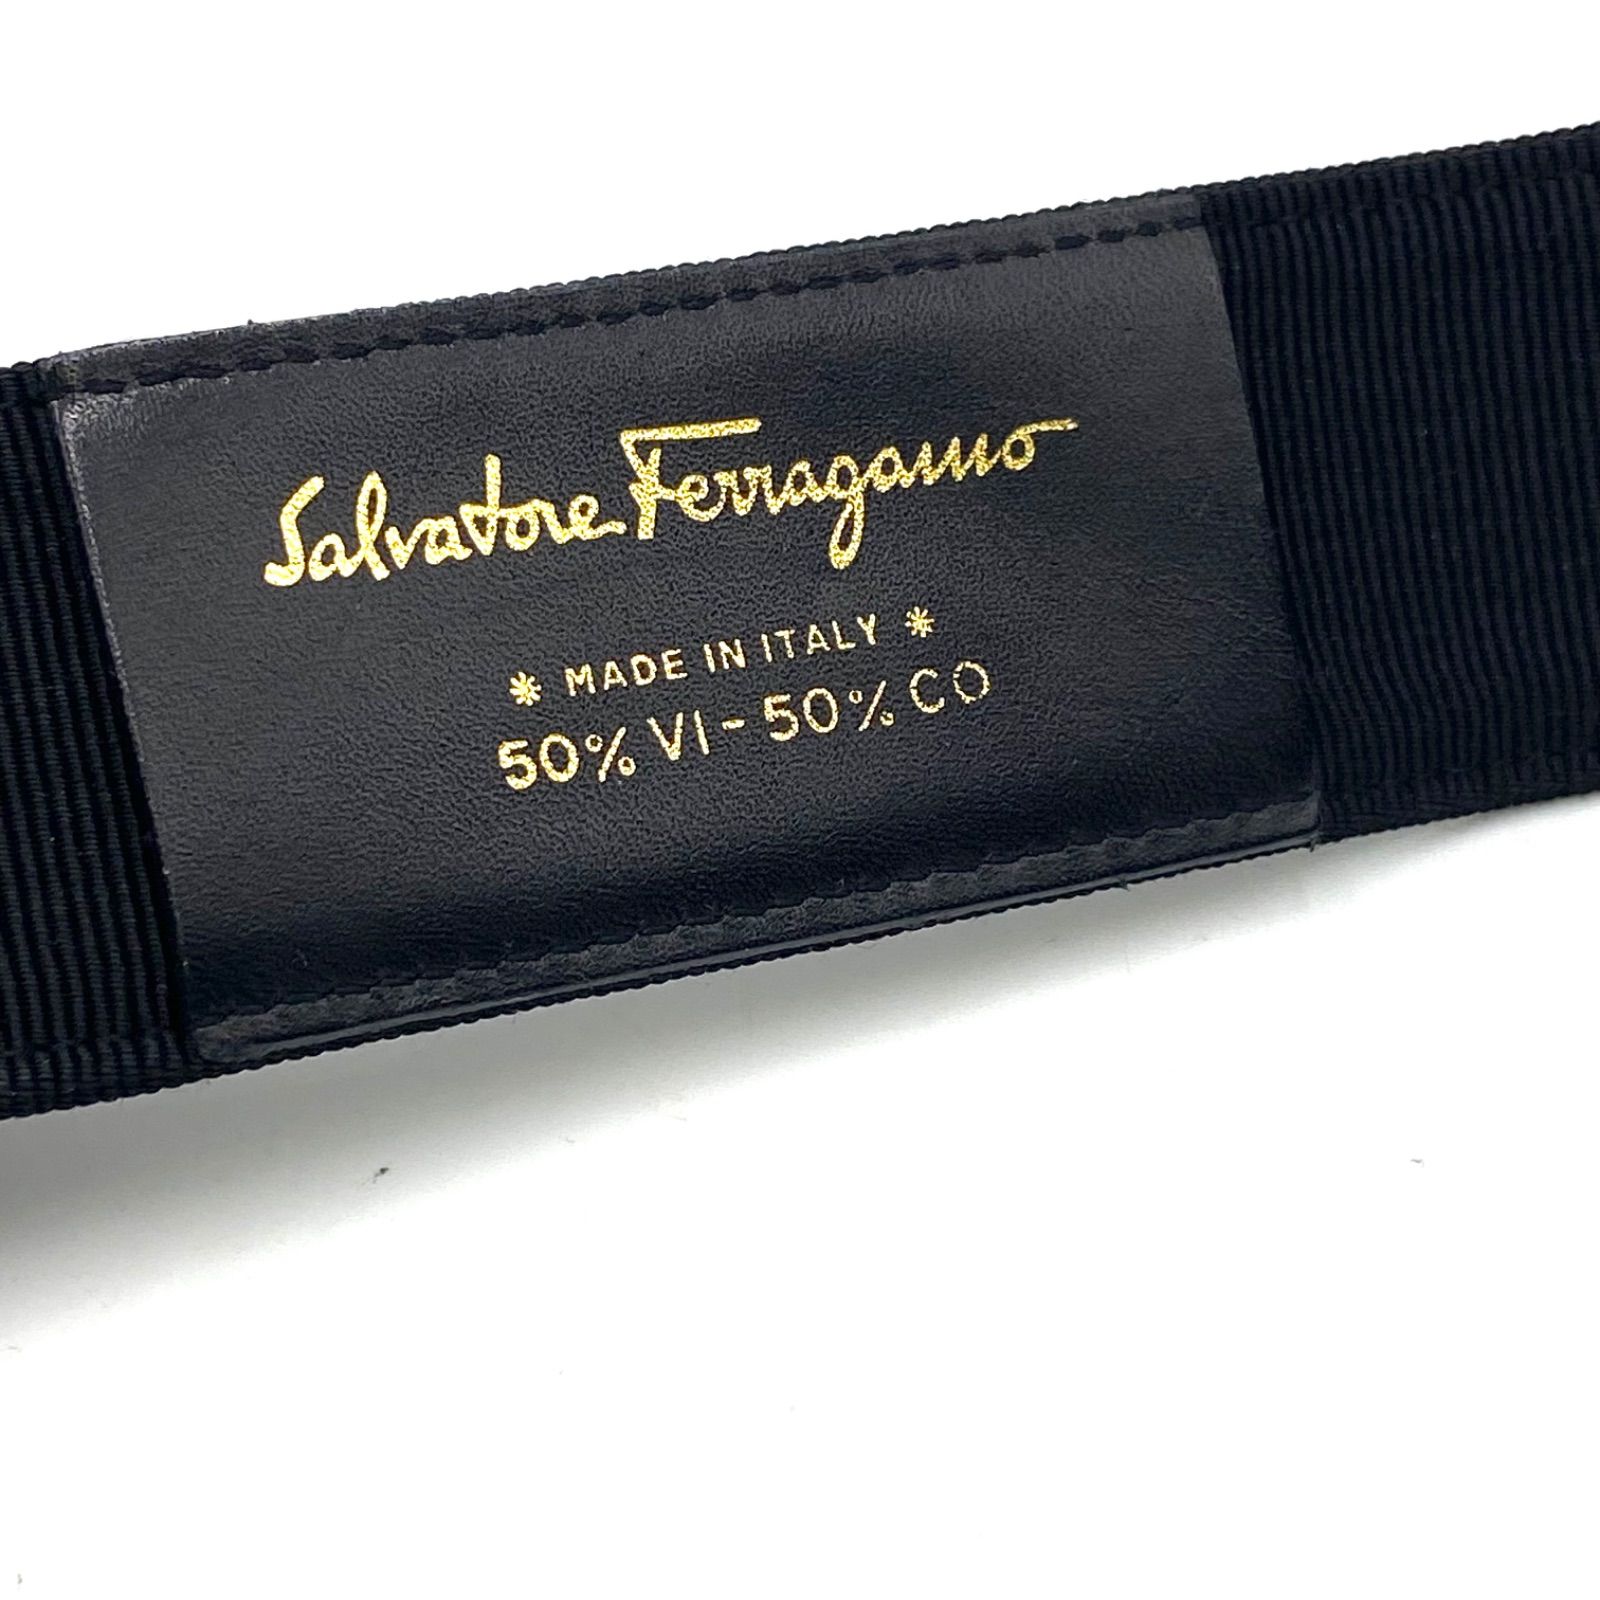 Salvatore Ferragamo
* MADE IN ITALY *
50% VI - 50% CO